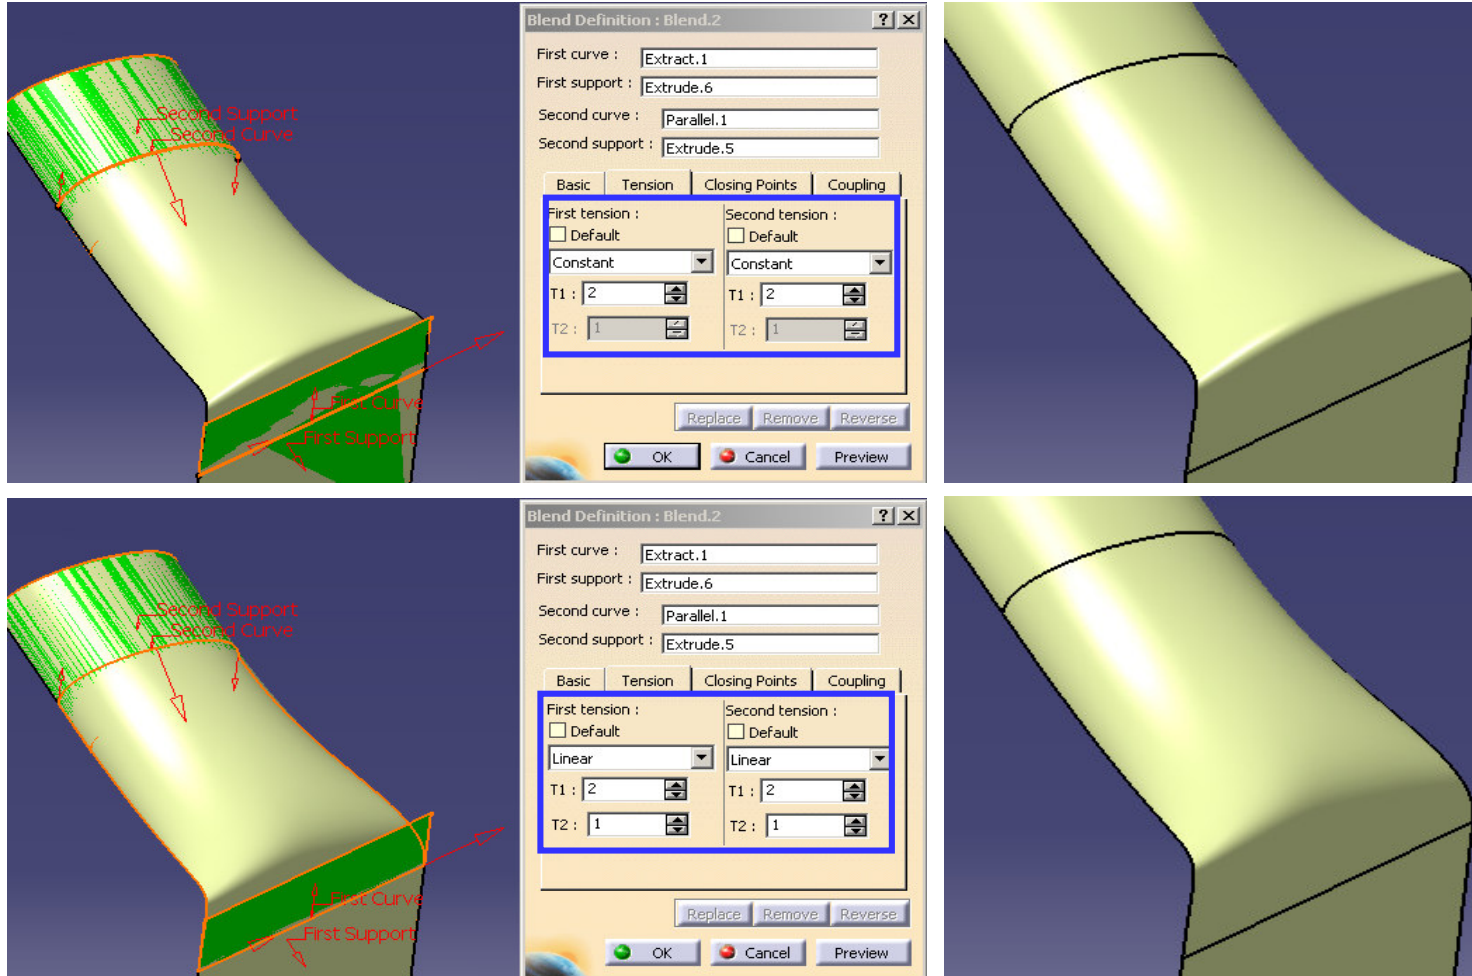 Second Support
Second Curve
First Curve
First Support
Blend Definition : Blend.2
First curve : Extract.1
First support : Extrude.6
Second curve : Parallel.1
Second support : Extrude.5
Basic Tension Closing Points Coupling
First tension : Second tension :
Default Default
Constant Constant
T1 : 2 T1 : 2
T2 : 1 T2 : 1
Replace Remove Reverse
OK Cancel Preview
Second Support
Second Curve
First Curve
First Support
Blend Definition : Blend.2
First curve : Extract.1
First support : Extrude.6
Second curve : Parallel.1
Second support : Extrude.5
Basic Tension Closing Points Coupling
First tension : Second tension :
Default Default
Linear Linear
T1 : 2 T1 : 2
T2 : 1 T2 : 1
Replace Remove Reverse
OK Cancel Preview